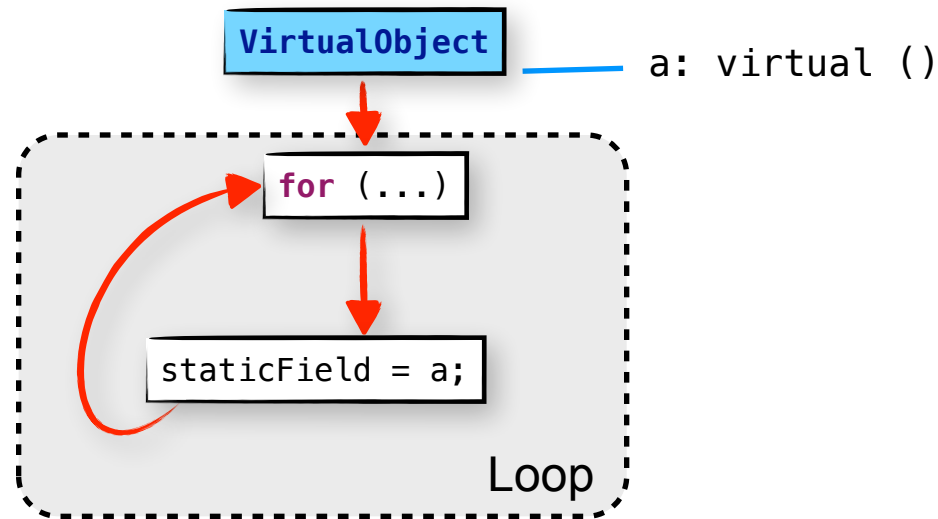 VirtualObject
a: virtual ()
for (...)
staticField = a;
Loop